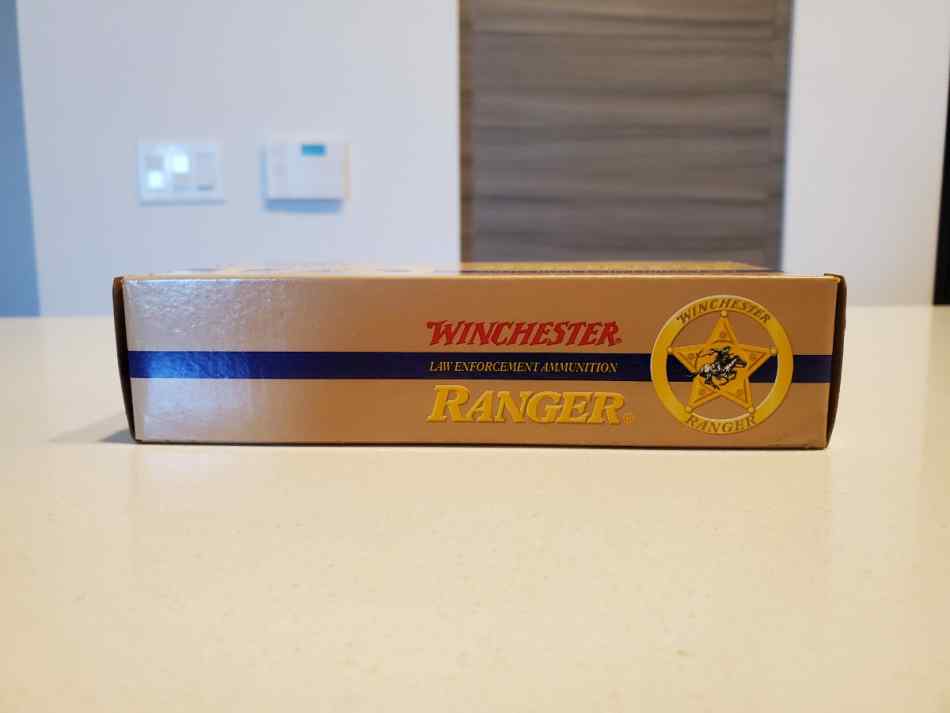 WINCHESTER
LAW ENFORCEMENT AMMUNITION
RANGER®
WINCHESTER
RANGER